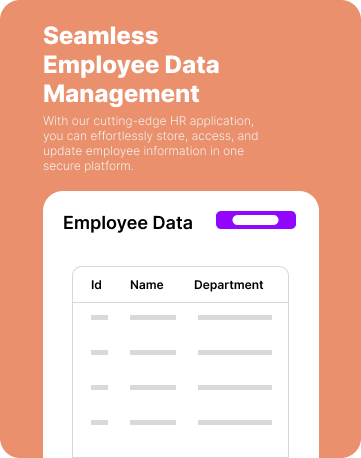 Seamless
Employee Data
Management
With our cutting-edge HR application,
you can effortlessly store, access, and
update employee information in one
secure platform.
Employee Data
Id Name Department